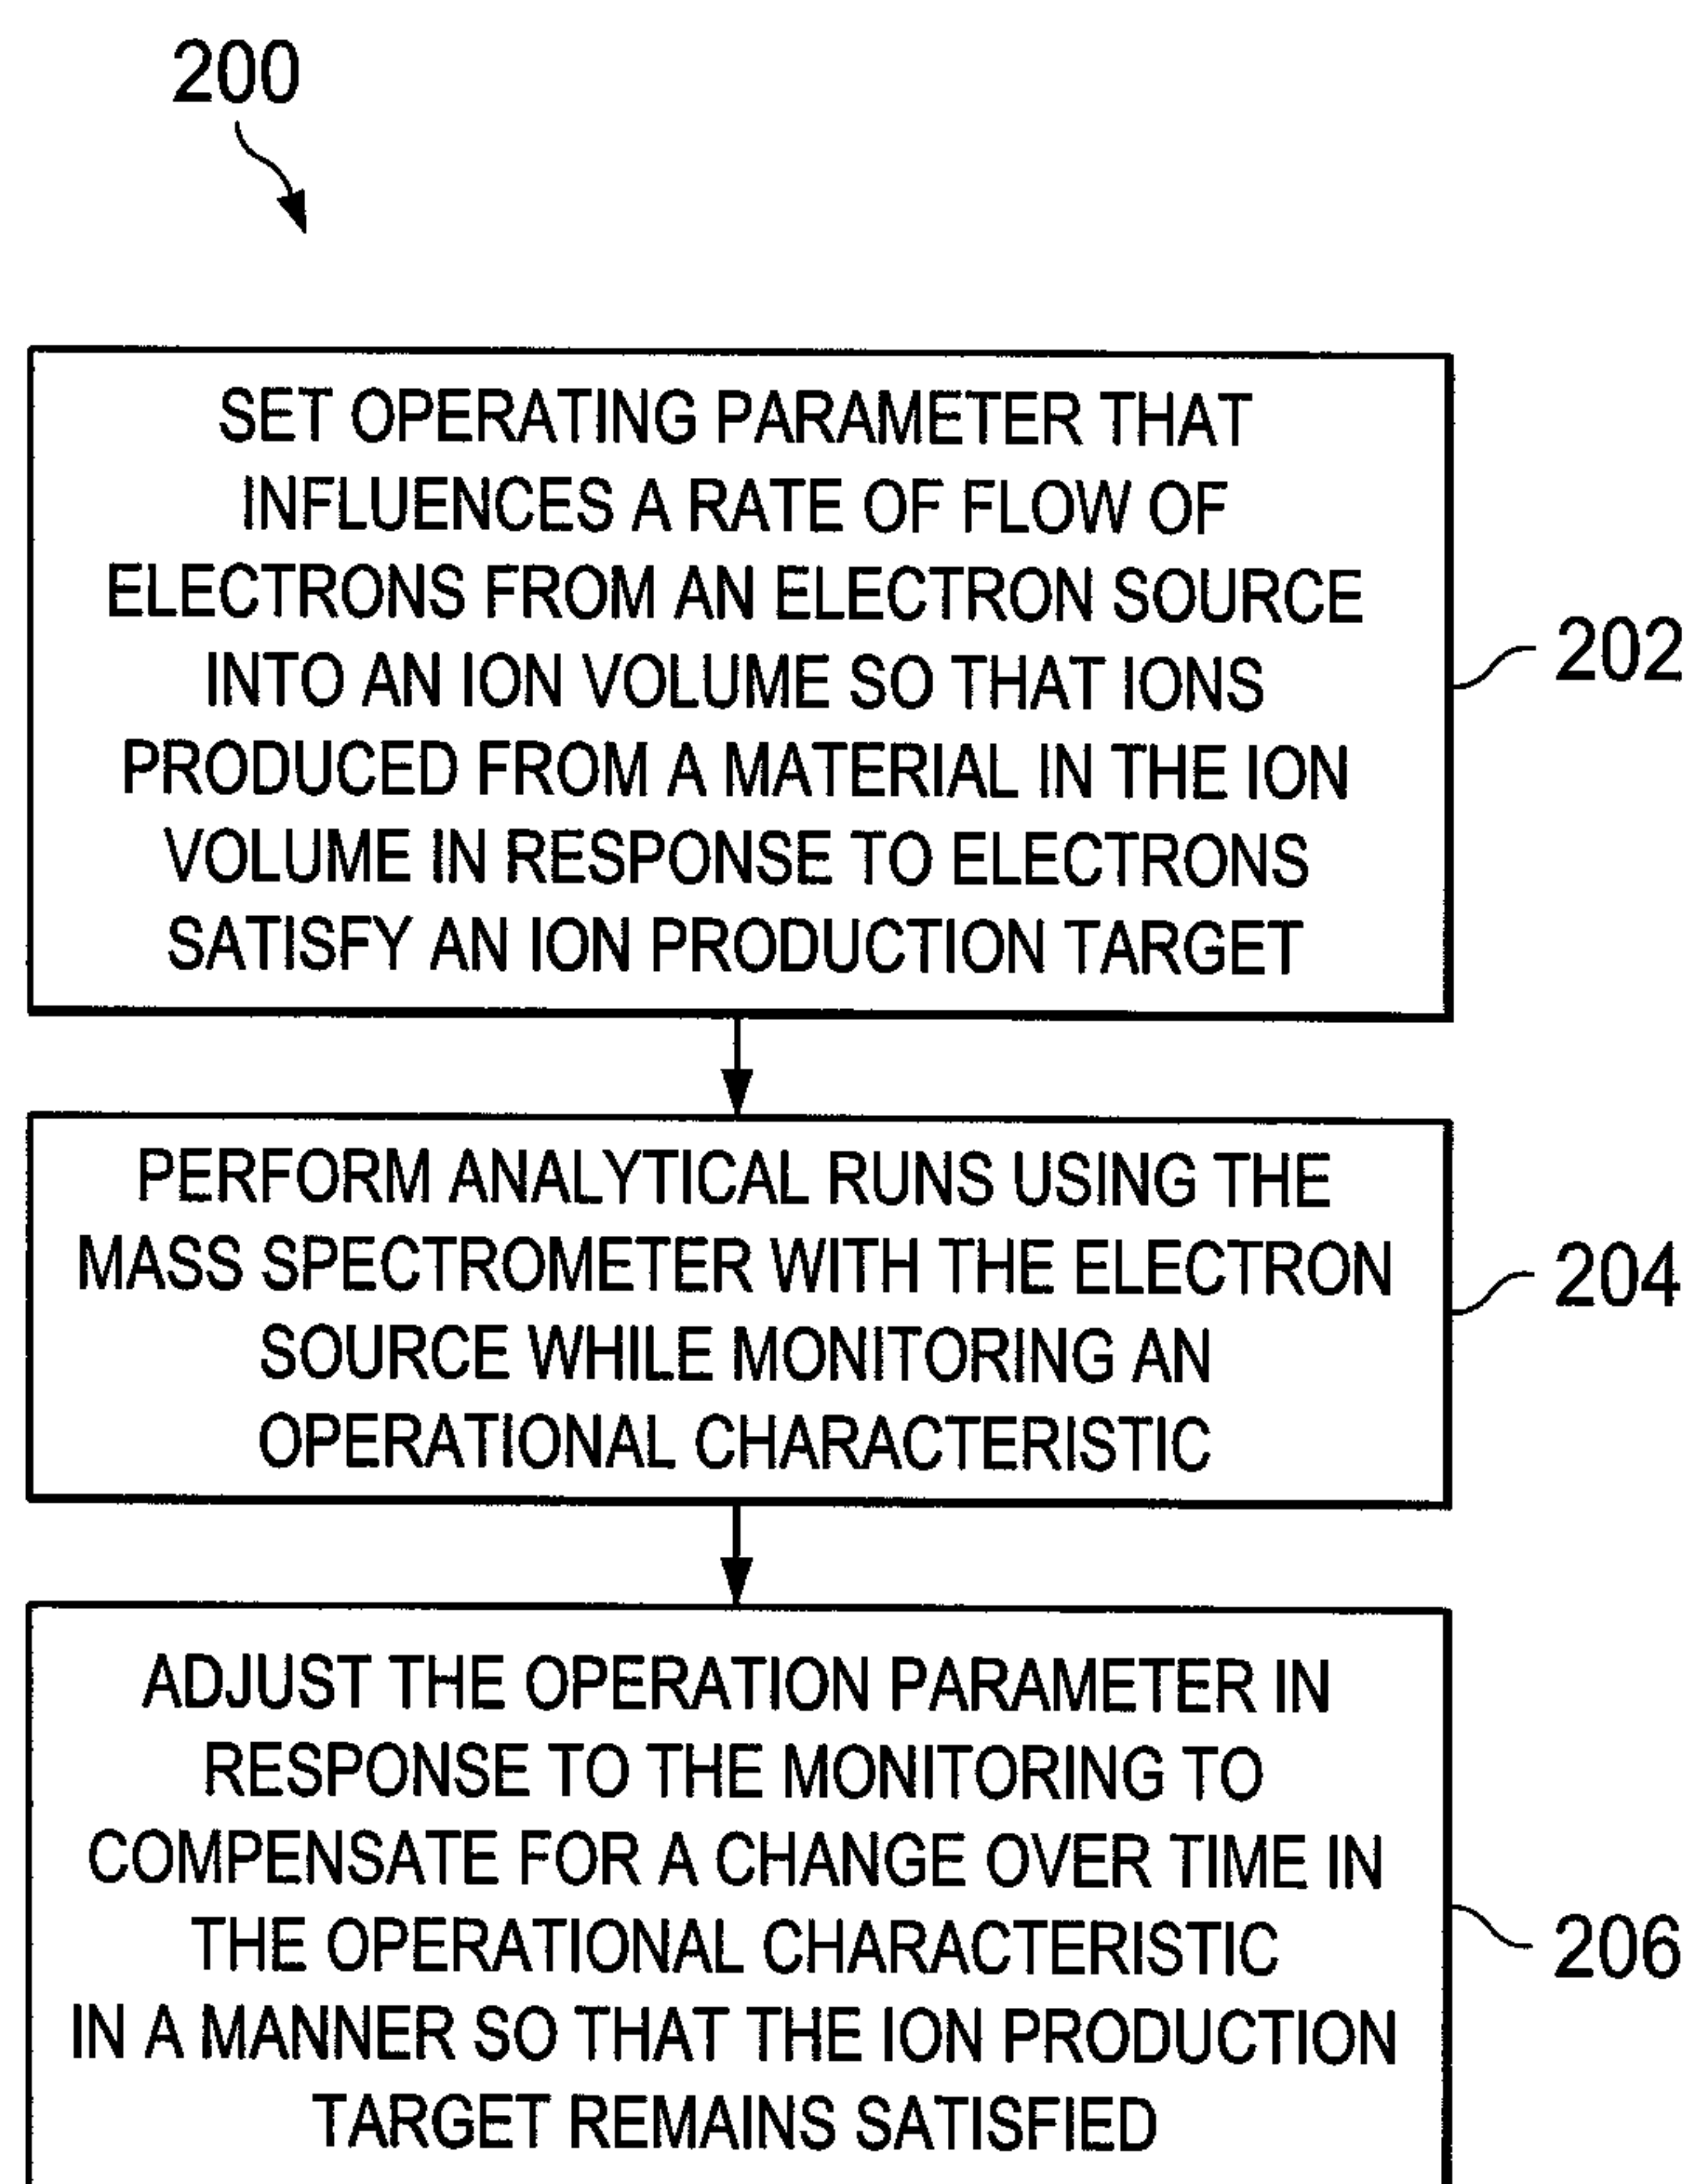 200
SET OPERATING PARAMETER THAT
INFLUENCES A RATE OF FLOW OF
ELECTRONS FROM AN ELECTRON SOURCE
INTO AN ION VOLUME SO THAT IONS
PRODUCED FROM A MATERIAL IN THE ION
VOLUME IN RESPONSE TO ELECTRONS
SATISFY AN ION PRODUCTION TARGET
202
PERFORM ANALYTICAL RUNS USING THE
MASS SPECTROMETER WITH THE ELECTRON
SOURCE WHILE MONITORING AN
OPERATIONAL CHARACTERISTIC
204
ADJUST THE OPERATION PARAMETER IN
RESPONSE TO THE MONITORING TO
COMPENSATE FOR A CHANGE OVER TIME IN
THE OPERATIONAL CHARACTERISTIC
IN A MANNER SO THAT THE ION PRODUCTION
TARGET REMAINS SATISFIED
206